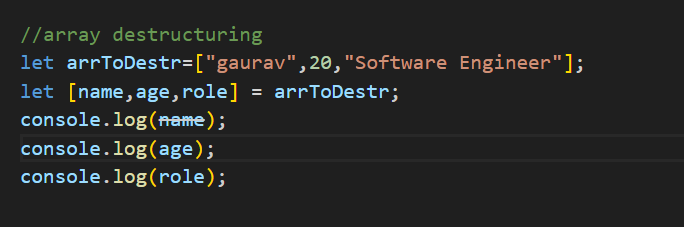 //array destructuring
let arrToDestr=["gaurav",20,"Software Engineer"];
let [name,age,role] = arrToDestr;
console.log(name);
console.log(age);
console.log(role);